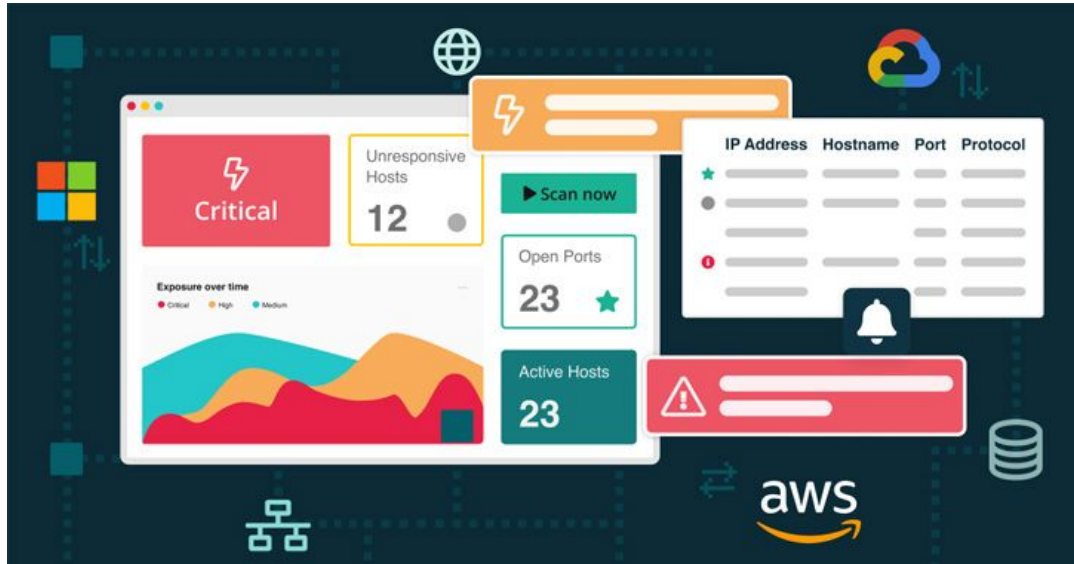 Critical
Unresponsive
Hosts
12
Scan now
Open Ports
23
Active Hosts
23
Exposure over time
Critical High Medium
IP Address Hostname Port Protocol
aws